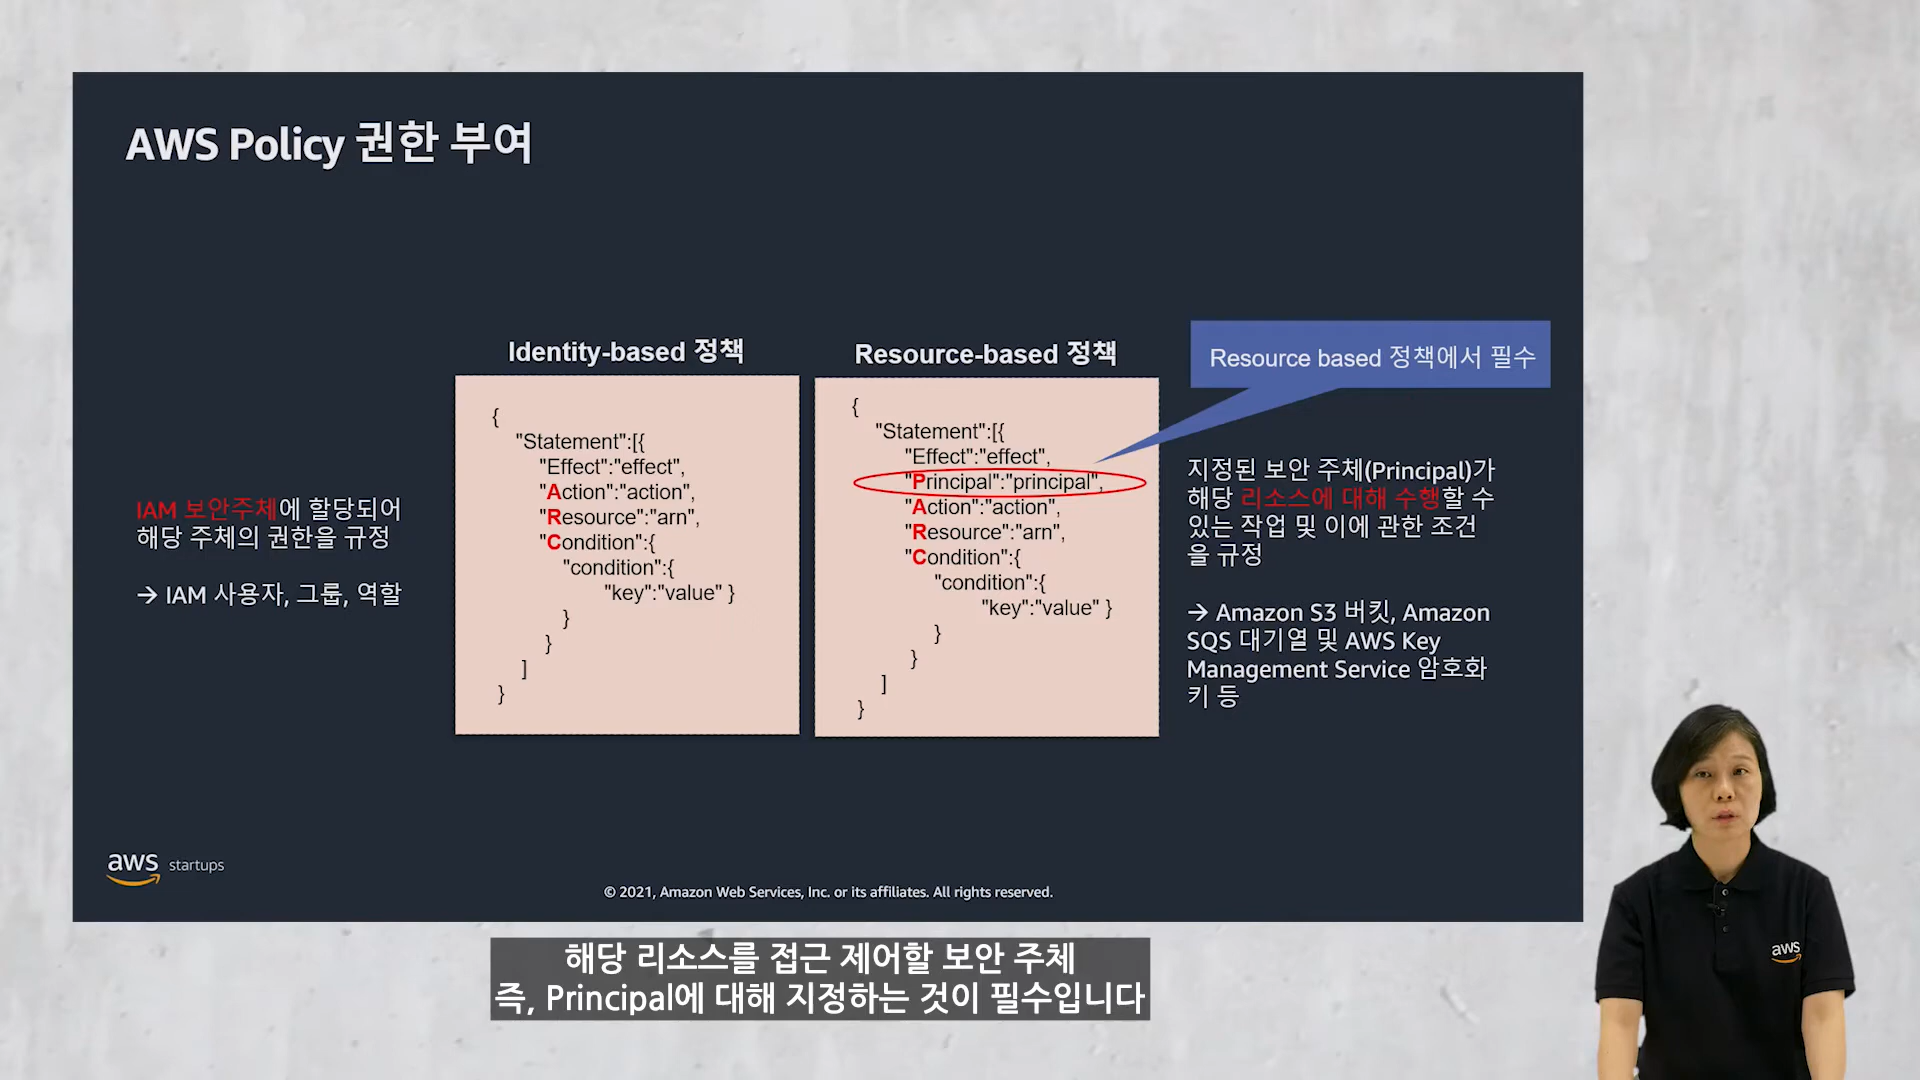 AWS Policy 권한 부여
Identity-based 정책
{
"Statement":[{
"Effect":"effect",
"Action":"action",
"Resource":"arn",
"Condition":{
"condition":{
"key":"value" }
}
}
]
}
IAM 보안주체에 할당되어
해당 주체의 권한을 규정
→ IAM 사용자, 그룹, 역할
Resource-based 정책
{
"Statement":[{
"Effect":"effect",
"Principal":"principal",
"Action":"action",
"Resource":"arn",
"Condition":{
"condition":{
"key":"value" }
}
}
]
}
Resource based 정책에서 필수
지정된 보안 주체(Principal)가
해당 리소스에 대해 수행할 수
있는 작업 및 이에 관한 조건
을 규정
→ Amazon S3 버킷, Amazon
SQS 대기열 및 AWS Key
Management Service 암호화
키 등
aws startups
© 2021, Amazon Web Services, Inc. or its affiliates. All rights reserved.
aws
해당 리소스를 접근 제어할 보안 주체
즉, Principal에 대해 지정하는 것이 필수입니다